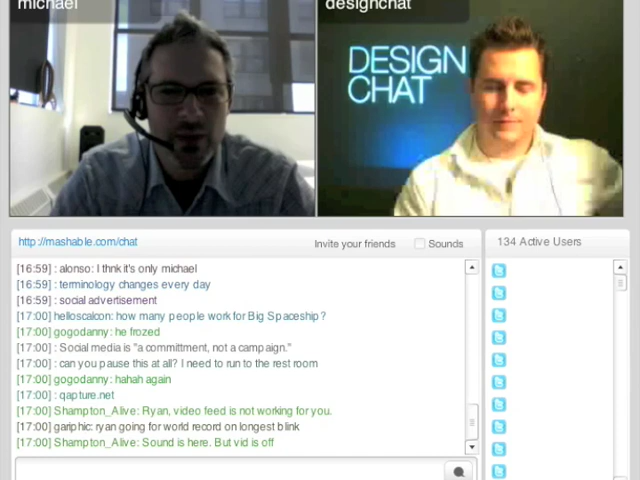 michael
designchat
DESIGN
CHAT
http://mashable.com/chat
Invite your friends
Sounds
134 Active Users
[16:59] : alonso: I thnk it's only michael
[16:59] : terminology changes every day
[16:59] : social advertisement
[17:00] helloscalcon: how many people work for Big Spaceship?
[17:00] gogodanny: he frozed
[17:00] : Social media is "a committment, not a campaign."
[17:00] : can you pause this at all? I need to run to the rest room
[17:00] gogodanny: hahah again
[17:00] : qapture.net
[17:00] Shampton_Alive: Ryan, video feed is not working for you.
[17:00] gariphic: ryan going for world record on longest blink
[17:00] Shampton_Alive: Sound is here. But vid is off